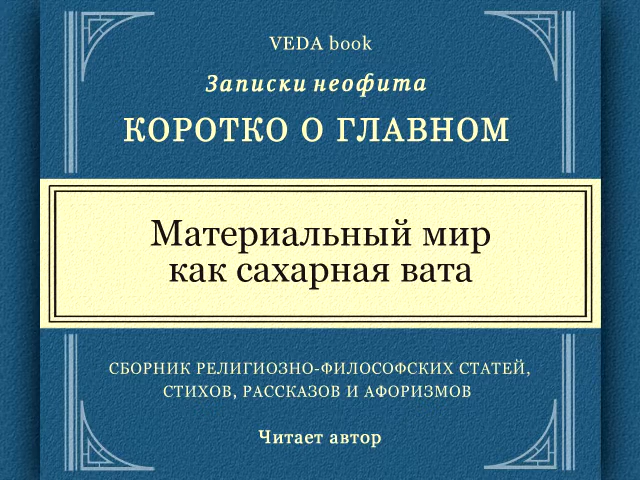 VEDA book
Записки неофита
КОРОТКО О ГЛАВНОМ
Материальный мир
как сахарная вата
СБОРНИК РЕЛИГИОЗНО-ФИЛОСОФСКИХ СТАТЕЙ,
СТИХОВ, РАССКАЗОВ И АФОРИЗМОВ
Читает автор